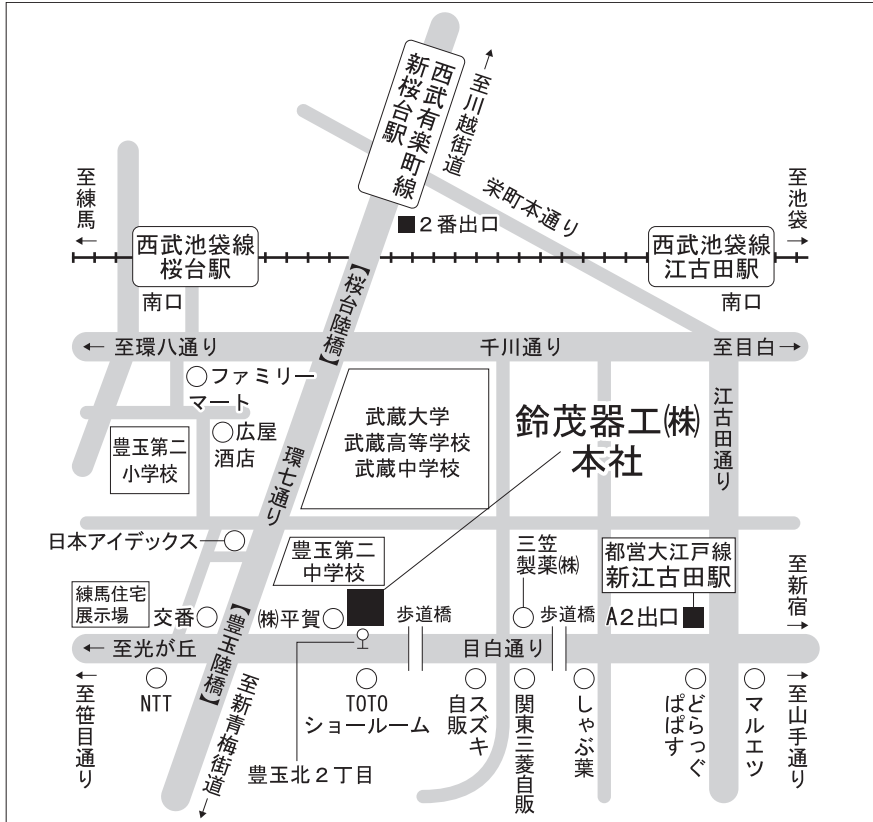 西武有楽町線
新桜台駅
↑至川越街道
栄町本通り
■2番出口
至練馬
←
至池袋
→
西武池袋線
桜台駅
南口
西武池袋線
江古田駅
南口
【桜台陸橋】
← 至環八通り
千川通り
至目白→
○ファミリー
マート
○広屋
酒店
豊玉第二
小学校
環七通り
武蔵大学
武蔵高等学校
武蔵中学校
鈴茂器工㈱
本社
江古田通り
日本アイデックス
豊玉第二
中学校
三笠
製薬㈱
都営大江戸線
新江古田駅
A2出口■
至新宿
→
練馬住宅
展示場
交番○
㈱平賀○
歩道橋
歩道橋
【豊玉陸橋】
← 至光が丘
目白通り
←至笹目通り
NTT
至新青梅街道→
豊玉北2丁目
TOTO
ショールーム
スズキ
自販
関東三菱自販
しゃぶ葉
どらっぐ
ぱぱす
マルエツ
→
至山手通り